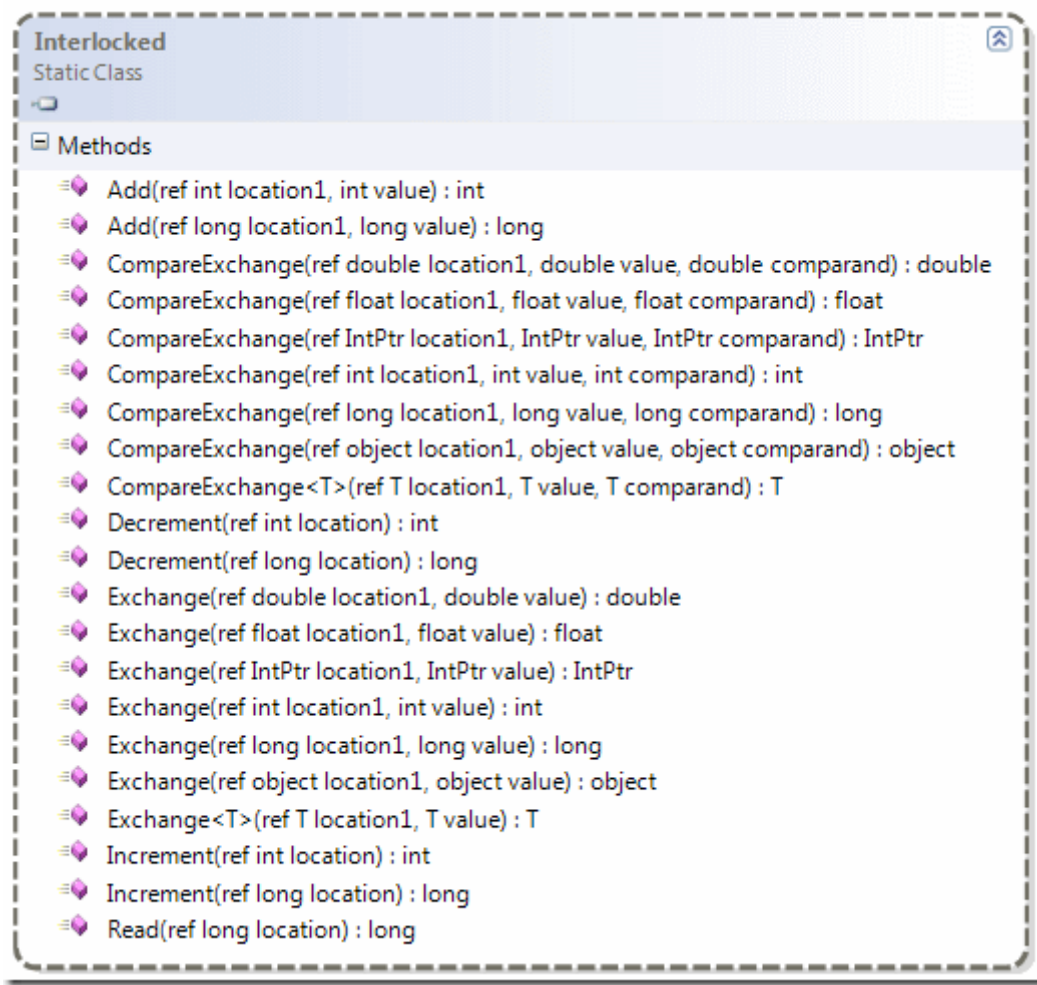 Interlocked
Static Class
Methods
Add(ref int location1, int value) : int
Add(ref long location1, long value) : long
CompareExchange(ref double location1, double value, double comparand) : double
CompareExchange(ref float location1, float value, float comparand) : float
CompareExchange(ref IntPtr location1, IntPtr value, IntPtr comparand) : IntPtr
CompareExchange(ref int location1, int value, int comparand) : int
CompareExchange(ref long location1, long value, long comparand) : long
CompareExchange(ref object location1, object value, object comparand) : object
CompareExchange<T>(ref T location1, T value, T comparand) : T
Decrement(ref int location) : int
Decrement(ref long location) : long
Exchange(ref double location1, double value) : double
Exchange(ref float location1, float value) : float
Exchange(ref IntPtr location1, IntPtr value) : IntPtr
Exchange(ref int location1, int value) : int
Exchange(ref long location1, long value) : long
Exchange(ref object location1, object value) : object
Exchange<T>(ref T location1, T value) : T
Increment(ref int location) : int
Increment(ref long location) : long
Read(ref long location) : long